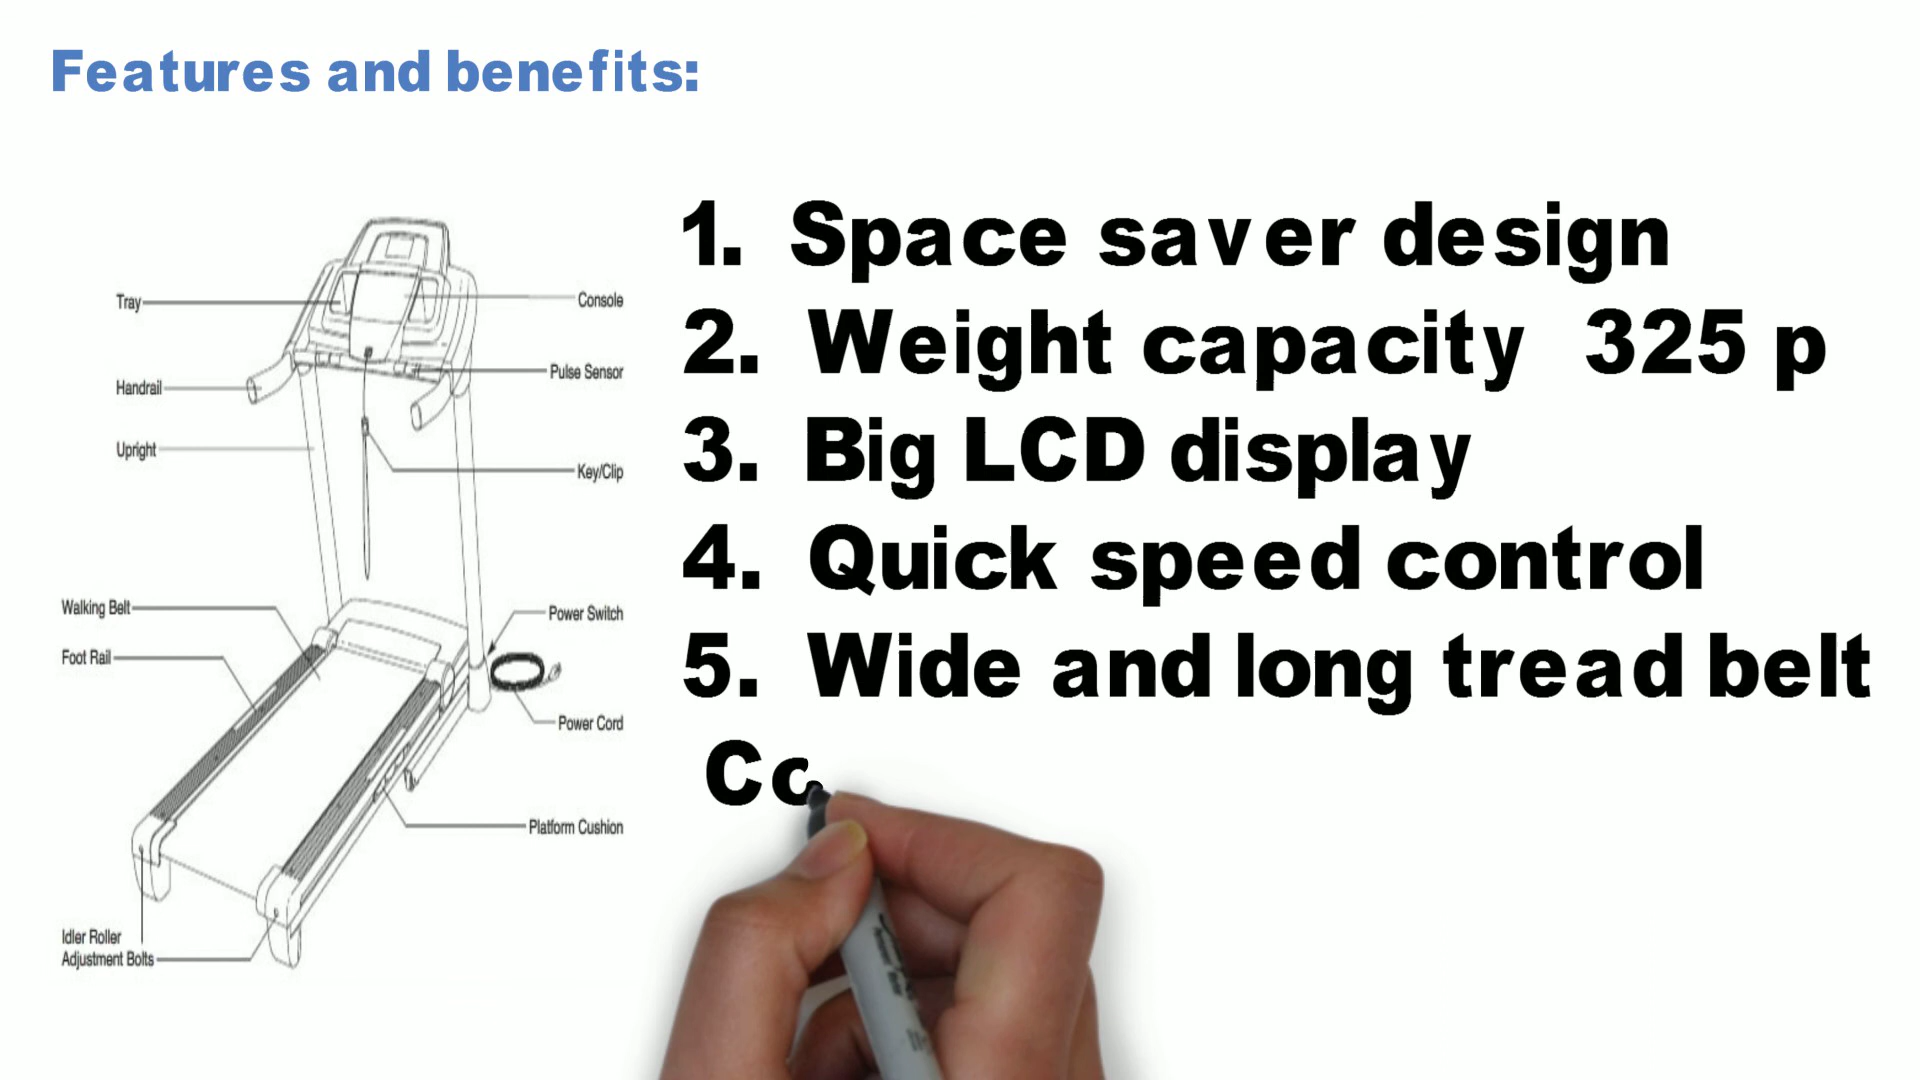 Features and benefits:
1. Space saver design
2. Weight capacity 325 p
3. Big LCD display
4. Quick speed control
5. Wide and long tread belt
Co
Tray
Console
Pulse Sensor
Handrail
Upright
Key/Clip
Walking Belt
Power Switch
Foot Rail
Power Cord
Platform Cushion
Idler Roller
Adjustment Bolts